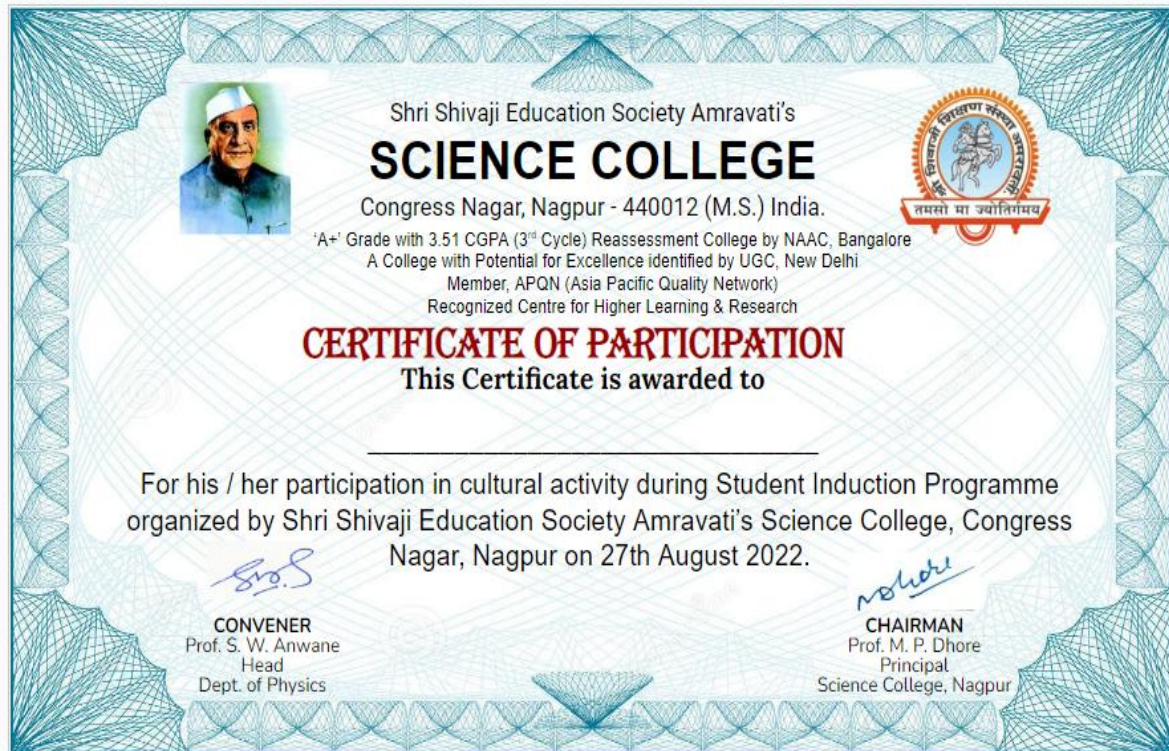 Shri Shivaji Education Society Amravati's
SCIENCE COLLEGE
Congress Nagar, Nagpur - 440012 (M.S.) India.
'A+' Grade with 3.51 CGPA (3rd Cycle) Reassessment College by NAAC, Bangalore
A College with Potential for Excellence identified by UGC, New Delhi
Member, APQN (Asia Pacific Quality Network)
Recognized Centre for Higher Learning & Research
श्री शिवाजी शिक्षण संस्था अमरावती.
तमसो मा ज्योतिर्गमय
CERTIFICATE OF PARTICIPATION
This Certificate is awarded to
For his / her participation in cultural activity during Student Induction Programme
organized by Shri Shivaji Education Society Amravati's Science College, Congress
Nagar, Nagpur on 27th August 2022.
CONVENER
Prof. S. W. Anwane
Head
Dept. of Physics
CHAIRMAN
Prof. M. P. Dhore
Principal
Science College, Nagpur